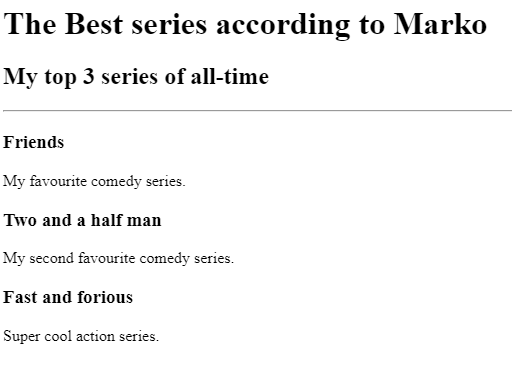 The Best series according to Marko
My top 3 series of all-time
Friends
My favourite comedy series.
Two and a half man
My second favourite comedy series.
Fast and forious
Super cool action series.